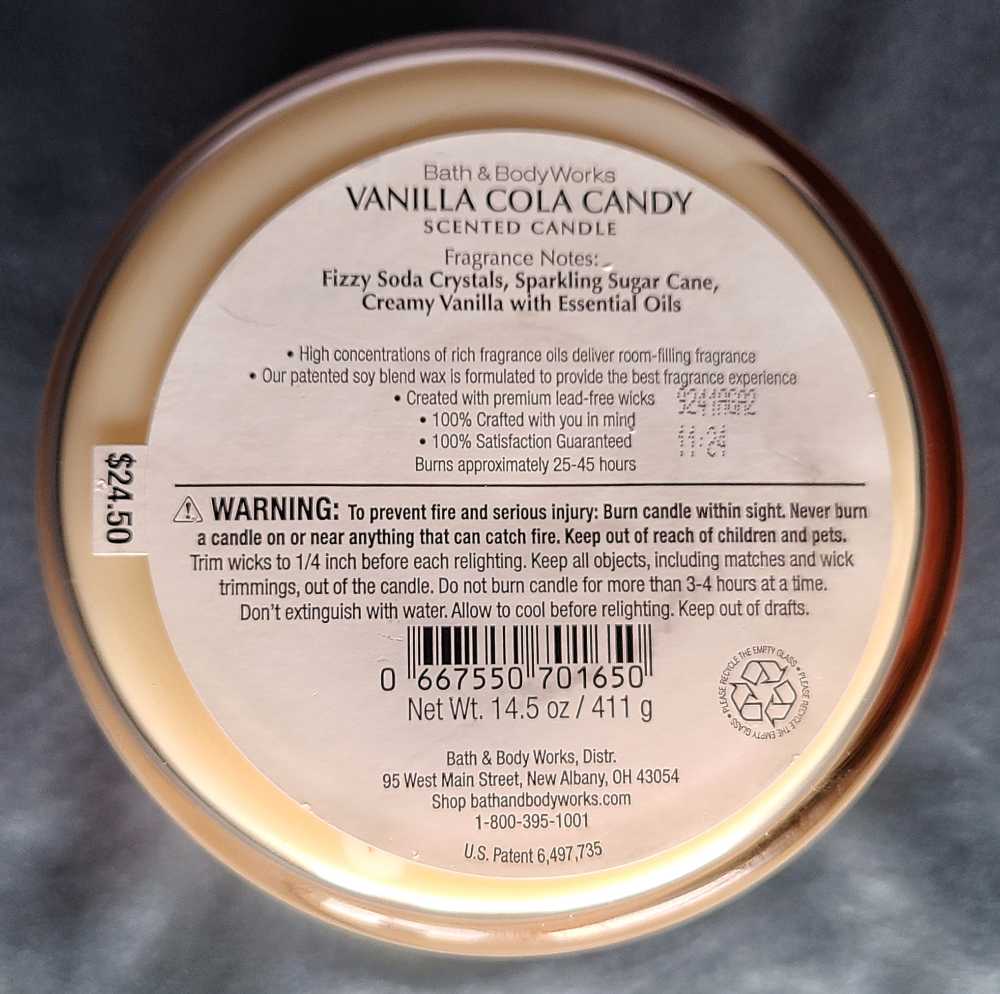 Bath & Body Works
VANILLA COLA CANDY
SCENTED CANDLE
Fragrance Notes:
Fizzy Soda Crystals, Sparkling Sugar Cane,
Creamy Vanilla with Essential Oils
• High concentrations of rich fragrance oils deliver room-filling fragrance
• Our patented soy blend wax is formulated to provide the best fragrance experience
• Created with premium lead-free wicks
• 100% Crafted with you in mind
• 100% Satisfaction Guaranteed
Burns approximately 25-45 hours
$24.50
⚠ WARNING: To prevent fire and serious injury: Burn candle within sight. Never burn
a candle on or near anything that can catch fire. Keep out of reach of children and pets.
Trim wicks to 1/4 inch before each relighting. Keep all objects, including matches and wick
trimmings, out of the candle. Do not burn candle for more than 3-4 hours at a time.
Don't extinguish with water. Allow to cool before relighting. Keep out of drafts.
0 667550 701650
Net Wt. 14.5 oz / 411 g
• PLEASE RECYCLE THE EMPTY GLASS • PLEASE RECYCLE THE EMPTY GLASS
Bath & Body Works, Distr.
95 West Main Street, New Albany, OH 43054
Shop bathandbodyworks.com
1-800-395-1001
U.S. Patent 6,497,735